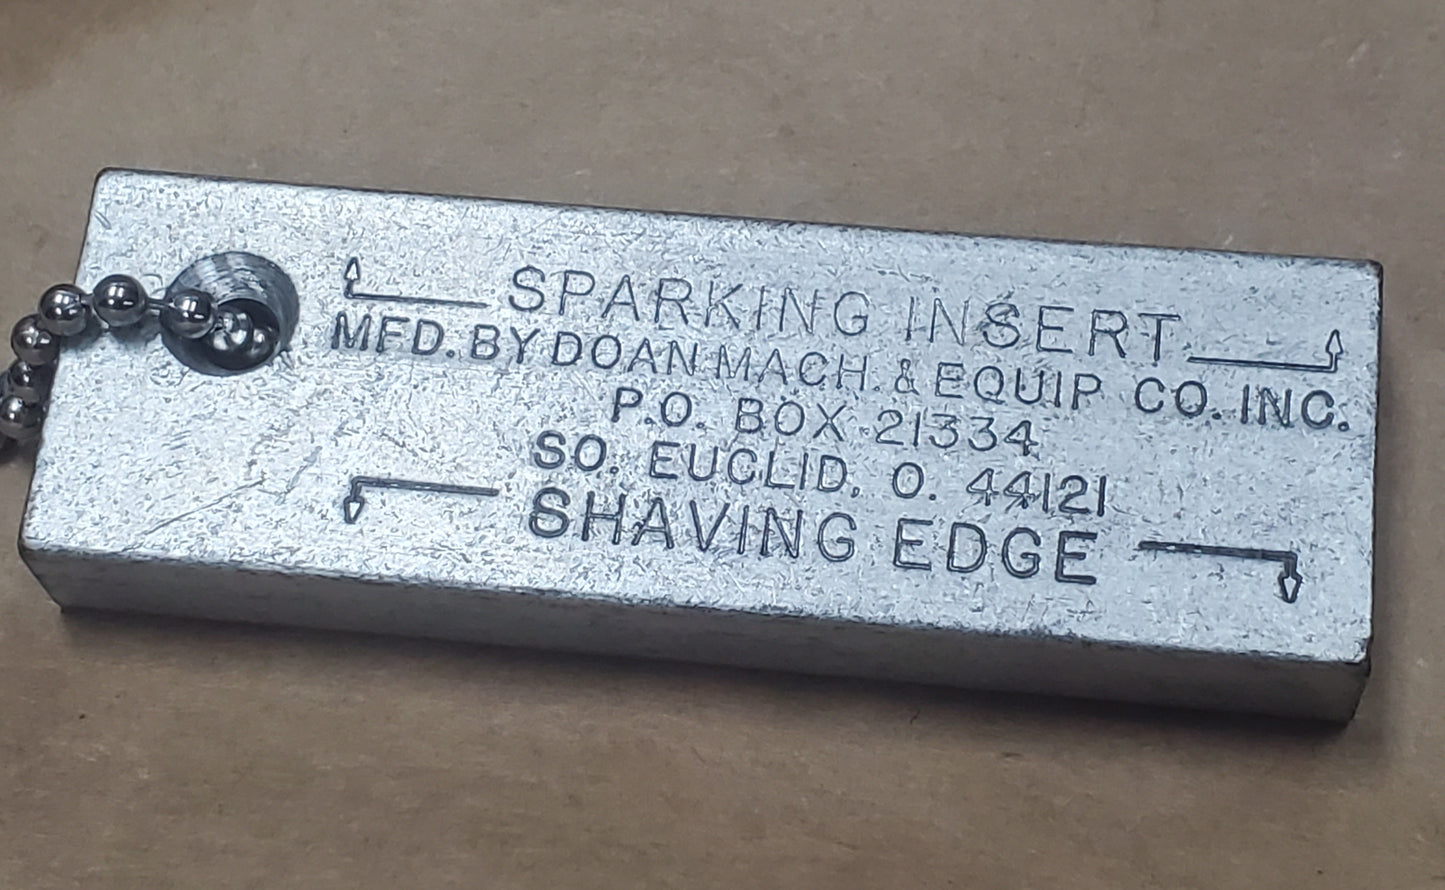 SPARKING INSERT
MFD. BY DOAN MACH. & EQUIP CO. INC.
P.O. BOX 21334
SO. EUCLID, O. 44121
SHAVING EDGE